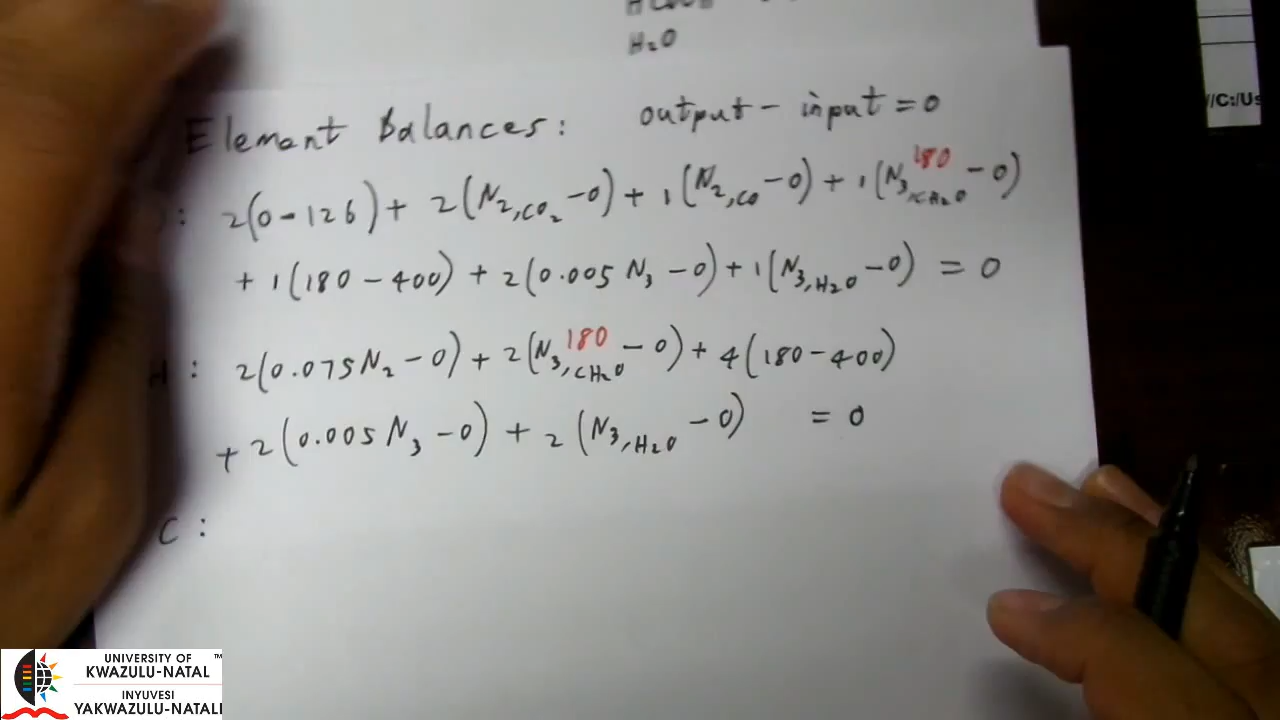 H₂O
//C:/Us
Element Balances: output - input = 0
: 2(0-126) + 2(N₂,CO₂ -0) + 1(N₂,CO -0) + 1(N₃,CH₂O 180 -0)
+ 1(180 - 400) + 2(0.005 N₃ -0) + 1(N₃,H₂O -0) = 0
H : 2(0.075N₂ -0) + 2(N₃,CH₂O 180 -0) + 4(180-400)
+ 2(0.005 N₃ -0) + 2(N₃,H₂O -0) = 0
C :
UNIVERSITY OF ™
KWAZULU-NATAL
INYUVESI
YAKWAZULU-NATALI